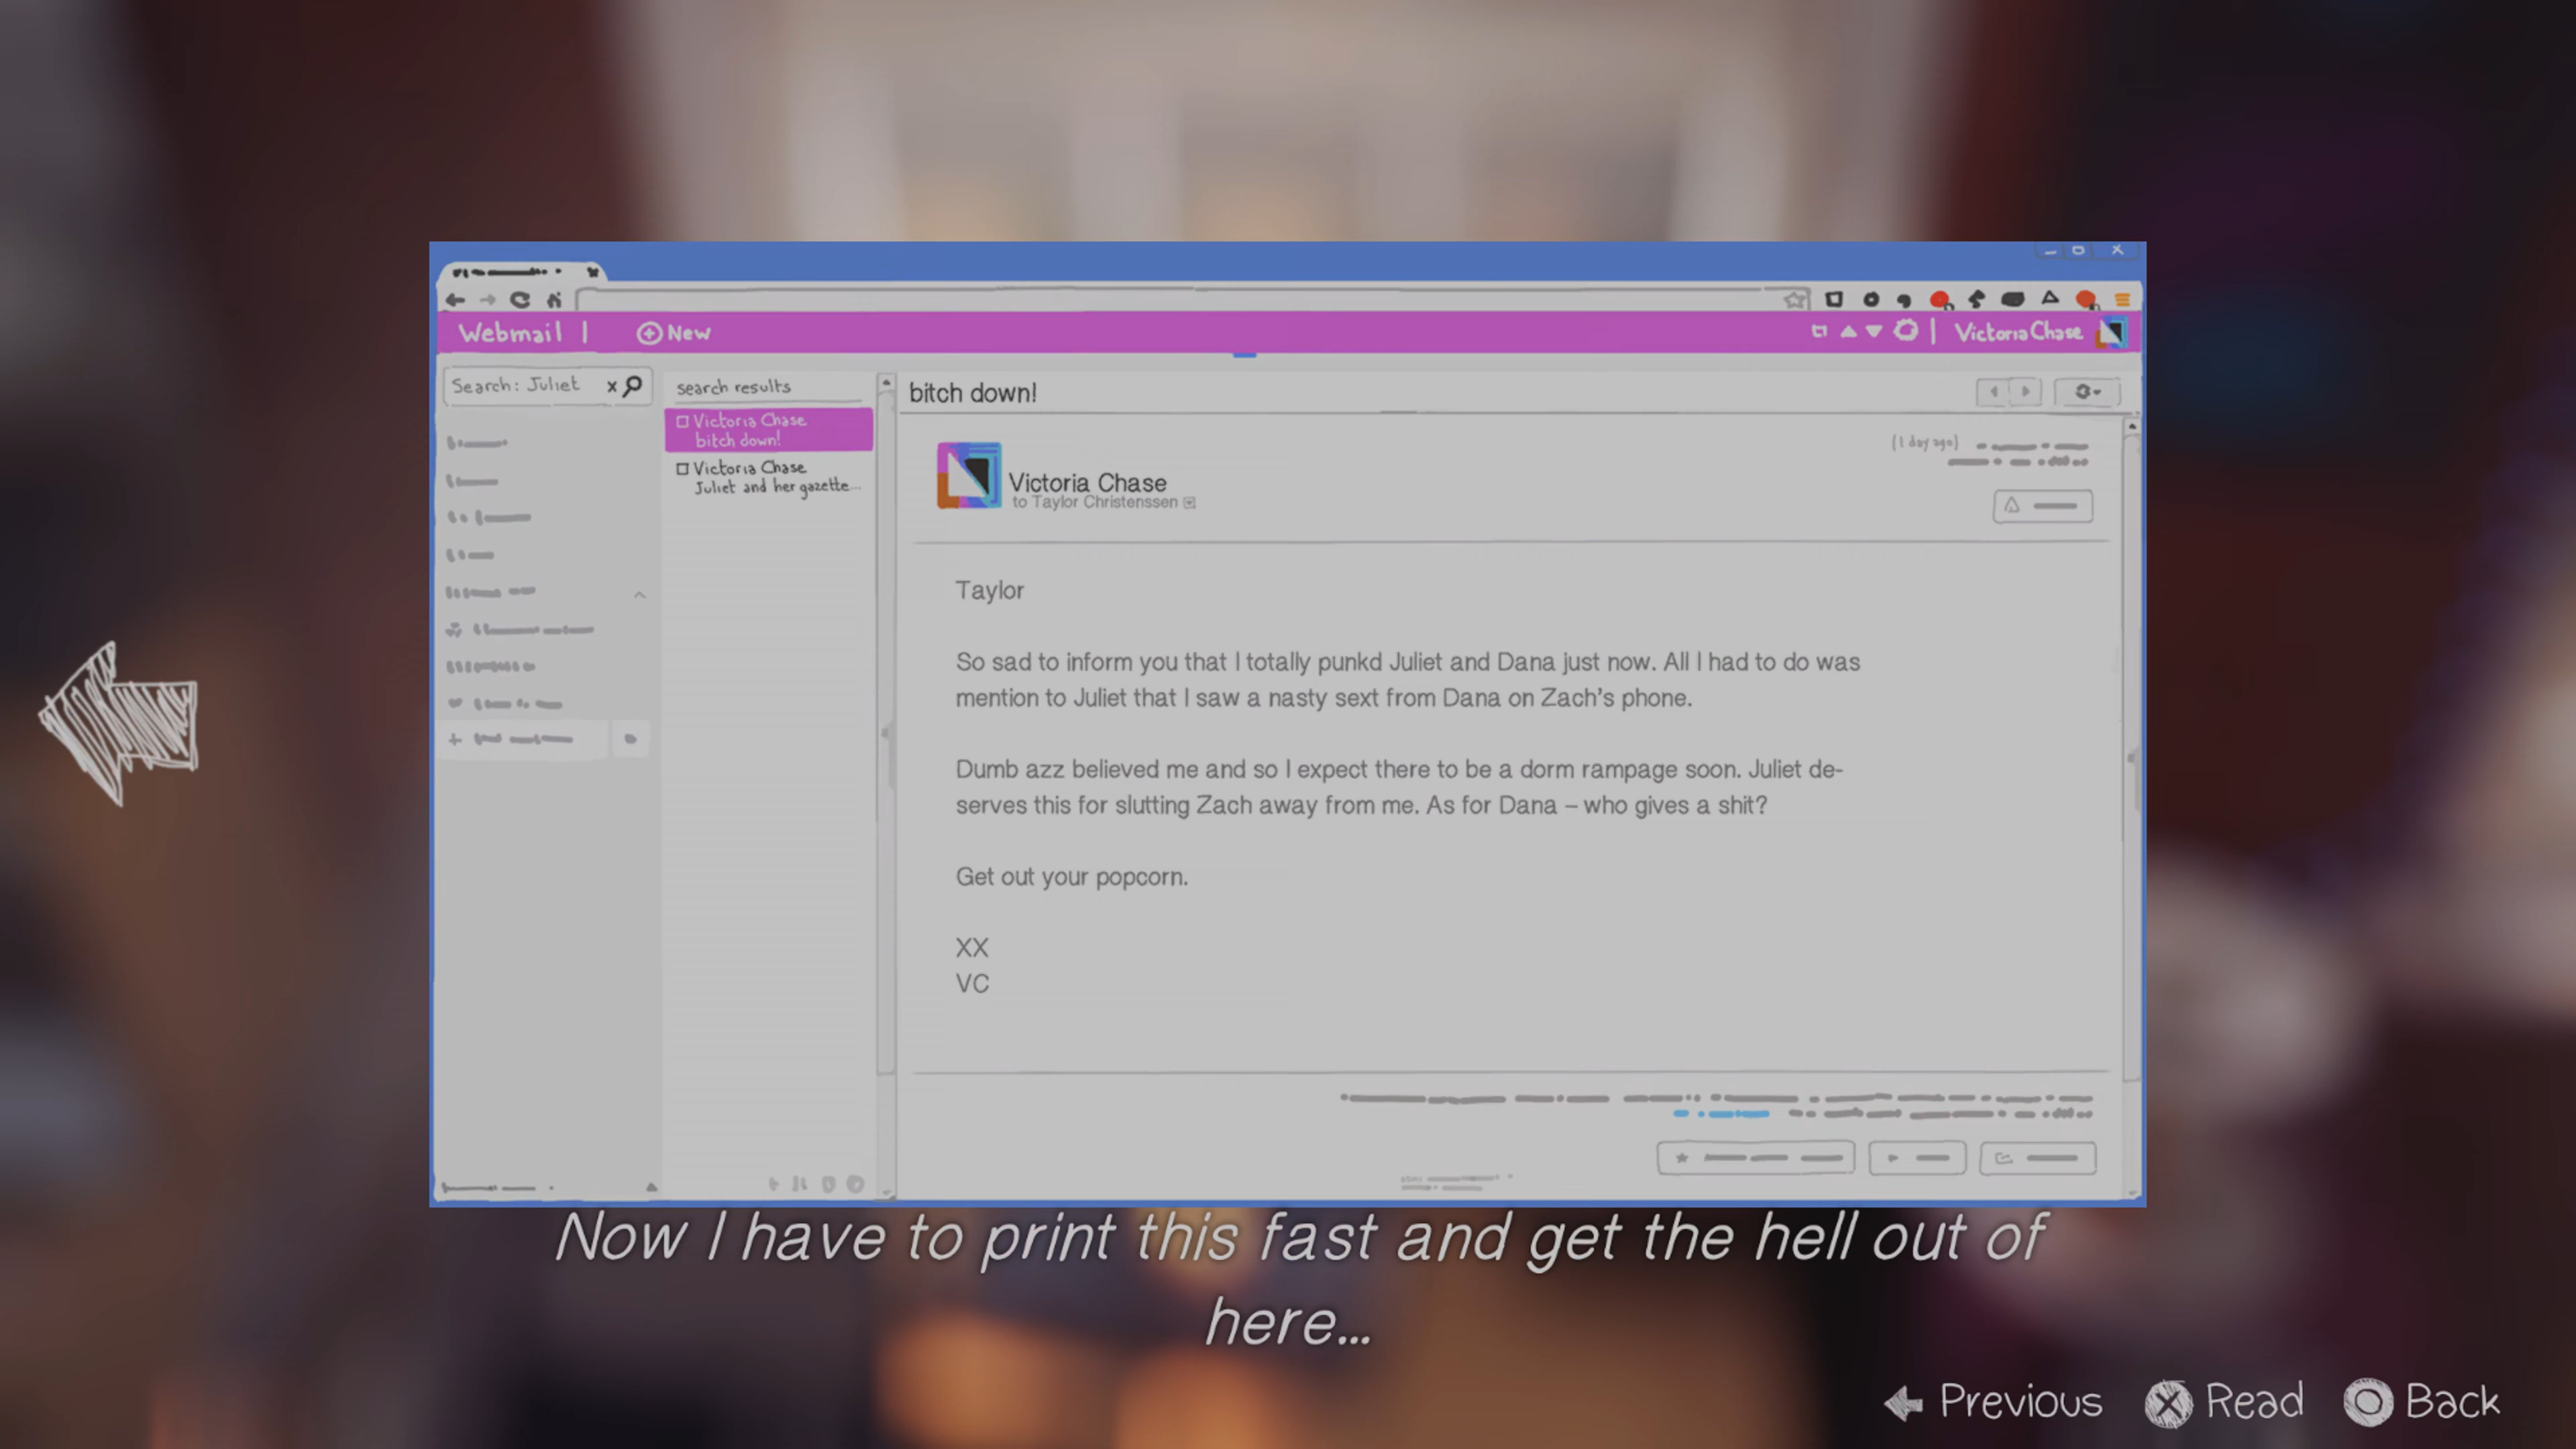 Webmail | New
Victoria Chase
Search: Juliet x
search results
Victoria Chase
bitch down!
Victoria Chase
Juliet and her gazette...
bitch down!
(1 day ago)
Victoria Chase
to Taylor Christenssen
Taylor
So sad to inform you that I totally punkd Juliet and Dana just now. All I had to do was
mention to Juliet that I saw a nasty sext from Dana on Zach's phone.
Dumb azz believed me and so I expect there to be a dorm rampage soon. Juliet de-
serves this for slutting Zach away from me. As for Dana – who gives a shit?
Get out your popcorn.
XX
VC
Now I have to print this fast and get the hell out of
here...
Previous
Read
Back